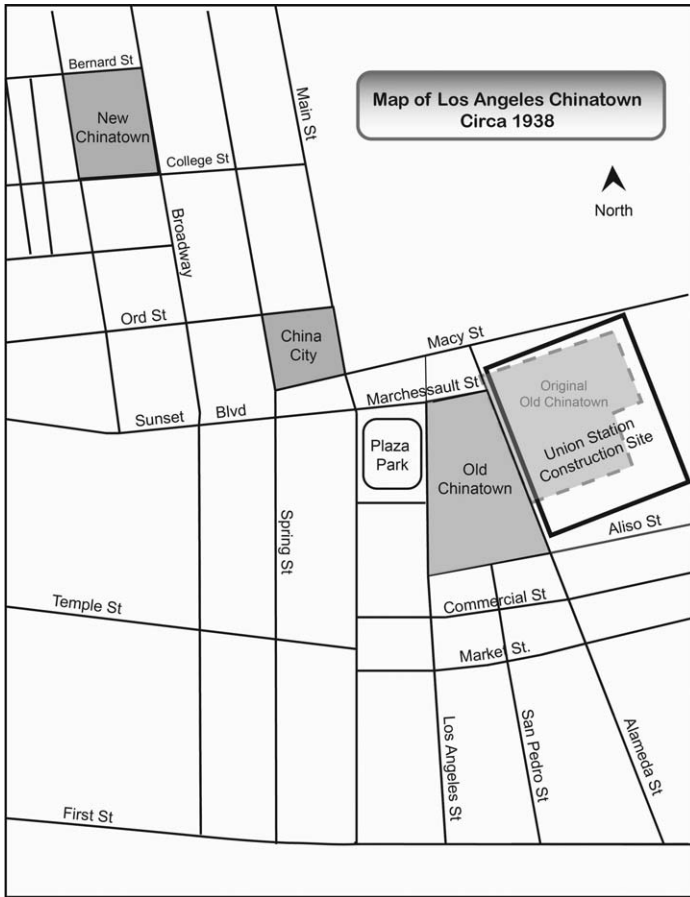 Bernard St
New
Chinatown
Main St
Map of Los Angeles Chinatown
Circa 1938
College St
North
Broadway
Ord St
China
City
Macy St
Marchessault St
Original
Old Chinatown
Sunset
Blvd
Plaza
Park
Old
Chinatown
Union Station
Construction Site
Spring St
Aliso St
Temple St
Commercial St
Market St.
Los Angeles St
San Pedro St
Alameda St
First St